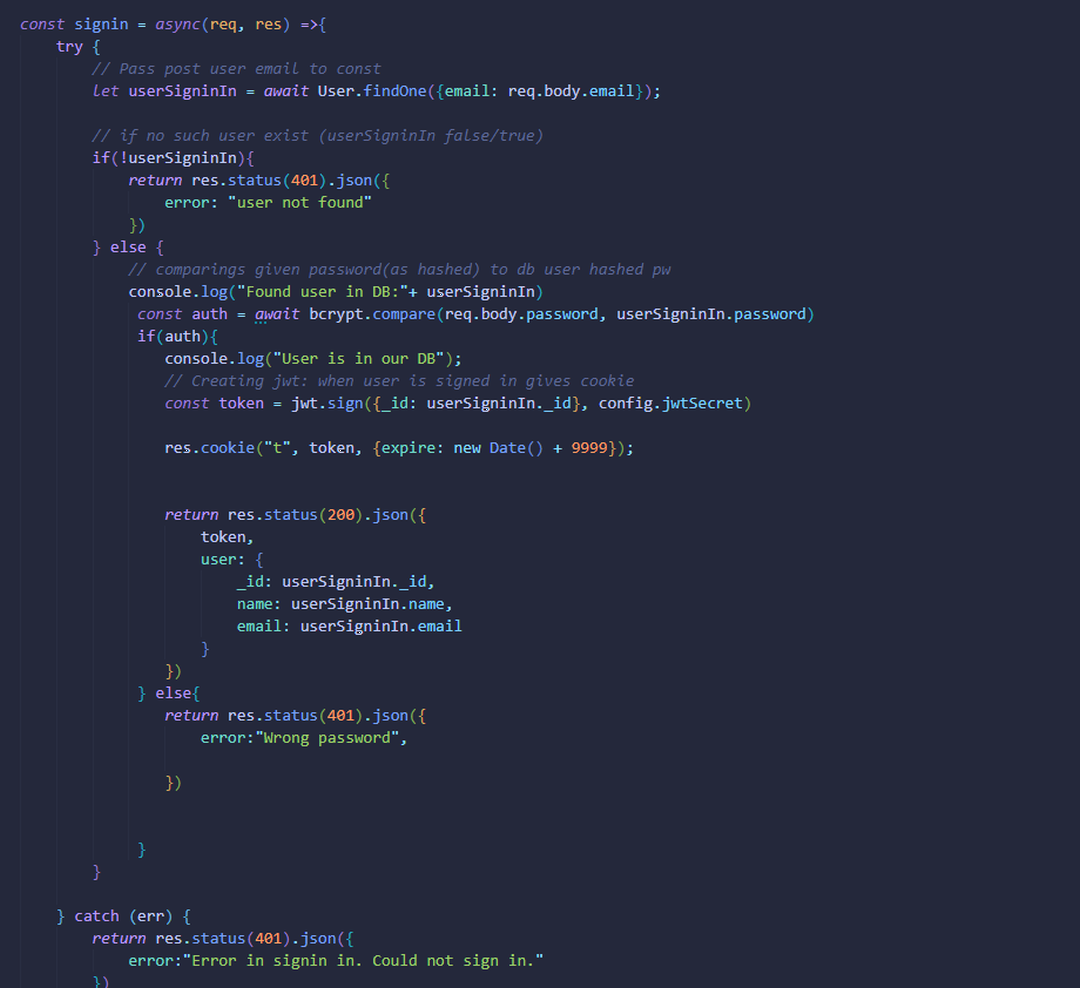 const signin = async(req, res) =>{
try {
// Pass post user email to const
let userSigninIn = await User.findOne({email: req.body.email});
// if no such user exist (userSigninIn false/true)
if(!userSigninIn){
return res.status(401).json({
error: "user not found"
})
} else {
// comparings given password(as hashed) to db user hashed pw
console.log("Found user in DB:"+ userSigninIn)
const auth = await bcrypt.compare(req.body.password, userSigninIn.password)
if(auth){
console.log("User is in our DB");
// Creating jwt: when user is signed in gives cookie
const token = jwt.sign({_id: userSigninIn._id}, config.jwtSecret)
res.cookie("t", token, {expire: new Date() + 9999});
return res.status(200).json({
token,
user: {
_id: userSigninIn._id,
name: userSigninIn.name,
email: userSigninIn.email
}
})
} else{
return res.status(401).json({
error:"Wrong password",
})
}
}
} catch (err) {
return res.status(401).json({
error:"Error in signin in. Could not sign in."
})